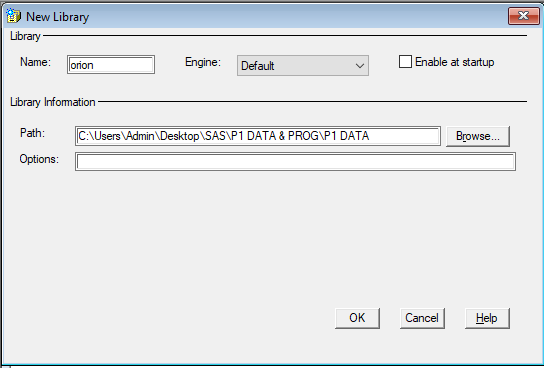 New Library
Library
Name: orion Engine: Default Enable at startup
Library Information
Path: C:\Users\Admin\Desktop\SAS\P1 DATA & PROG\P1 DATA Browse...
Options:
OK Cancel Help